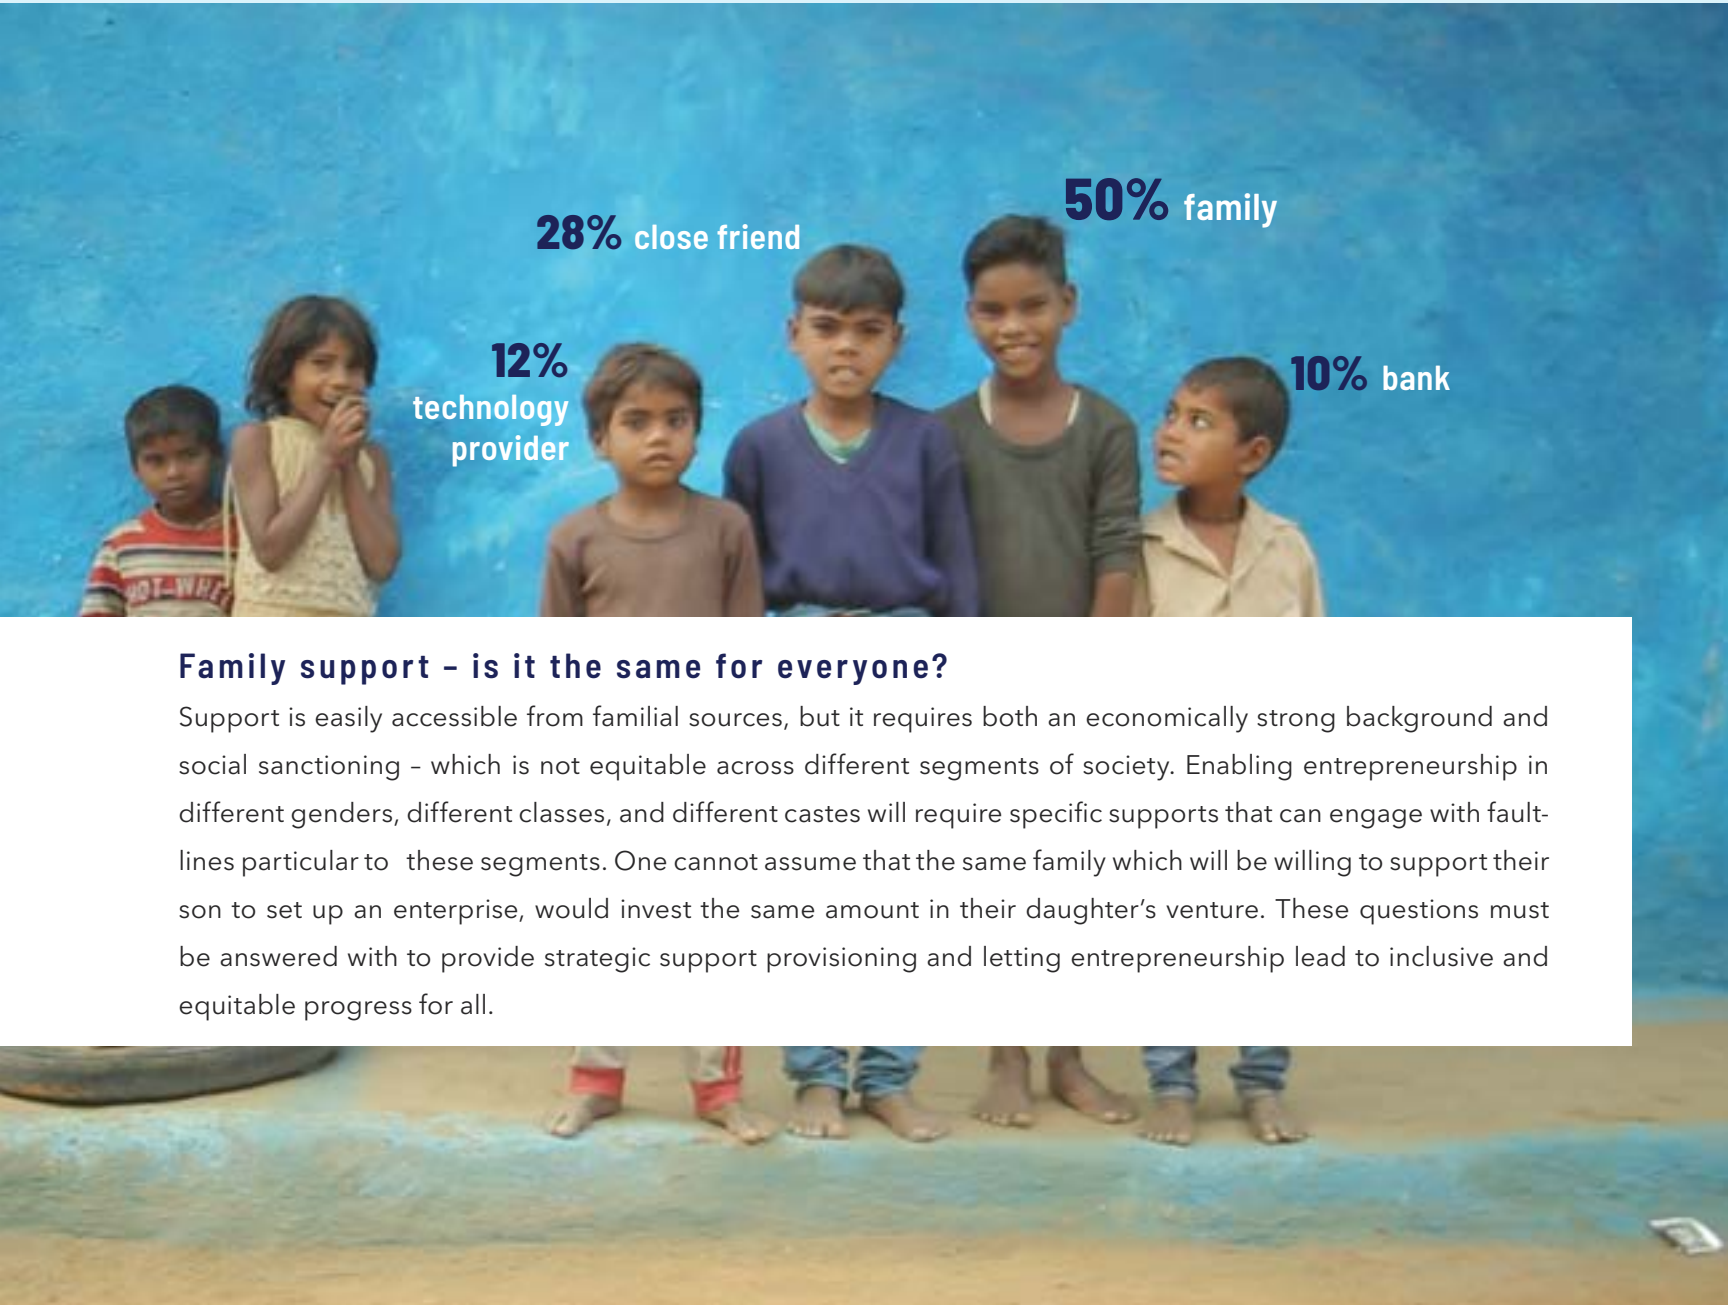 50% family
28% close friend
12%
technology
provider
10% bank
HOT-WHE
Family support – is it the same for everyone?
Support is easily accessible from familial sources, but it requires both an economically strong background and
social sanctioning – which is not equitable across different segments of society. Enabling entrepreneurship in
different genders, different classes, and different castes will require specific supports that can engage with fault-
lines particular to these segments. One cannot assume that the same family which will be willing to support their
son to set up an enterprise, would invest the same amount in their daughter’s venture. These questions must
be answered with to provide strategic support provisioning and letting entrepreneurship lead to inclusive and
equitable progress for all.